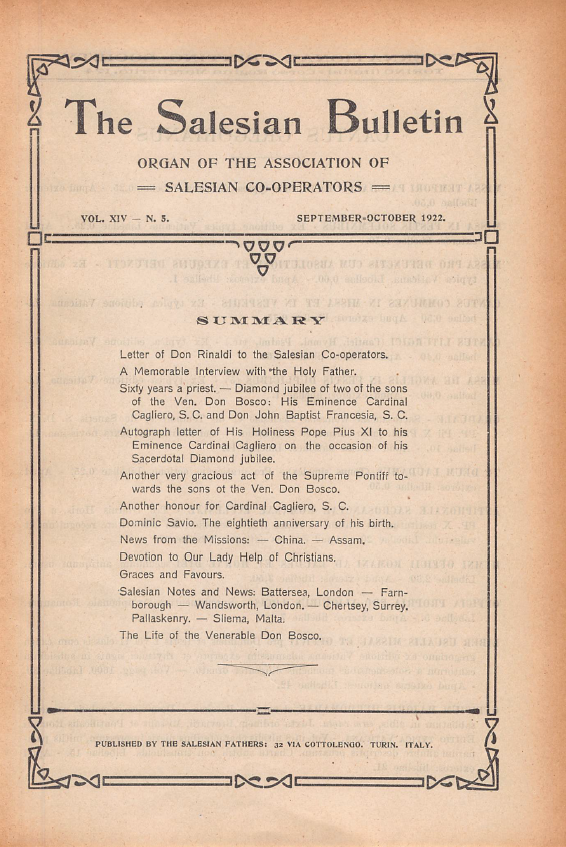 The Salesian Bulletin
ORGAN OF THE ASSOCIATION OF
SALESIAN CO-OPERATORS
VOL. XIV — N. 5. SEPTEMBER-OCTOBER 1922.
SUMMARY
Letter of Don Rinaldi to the Salesian Co-operators.
A Memorable Interview with the Holy Father.
Sixty years a priest. — Diamond jubilee of two of the sons
of the Ven. Don Bosco: His Eminence Cardinal
Cagliero, S. C. and Don John Baptist Francesia, S. C.
Autograph letter of His Holiness Pope Pius XI to his
Eminence Cardinal Cagliero on the occasion of his
Sacerdotal Diamond jubilee.
Another very gracious act of the Supreme Pontiff to-
wards the sons of the Ven. Don Bosco.
Another honour for Cardinal Cagliero, S. C.
Dominic Savio. The eightieth anniversary of his birth.
News from the Missions: — China. — Assam.
Devotion to Our Lady Help of Christians.
Graces and Favours.
Salesian Notes and News: Battersea, London — Farn-
borough — Wandsworth, London. — Chertsey, Surrey.
Pallaskenry. — Sliema, Malta.
The Life of the Venerable Don Bosco.
PUBLISHED BY THE SALESIAN FATHERS: 32 VIA COTTOLENGO. TURIN. ITALY.